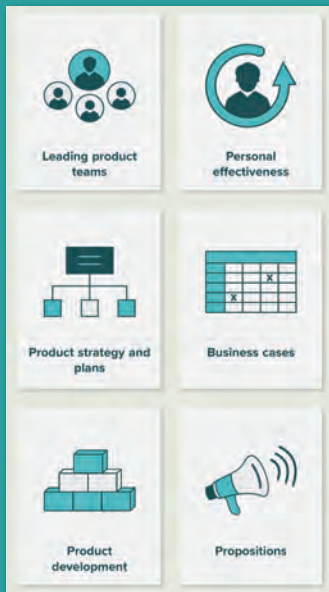 Leading product
teams
Personal
effectiveness
Product strategy and
plans
Business cases
X
X
Product
development
Propositions